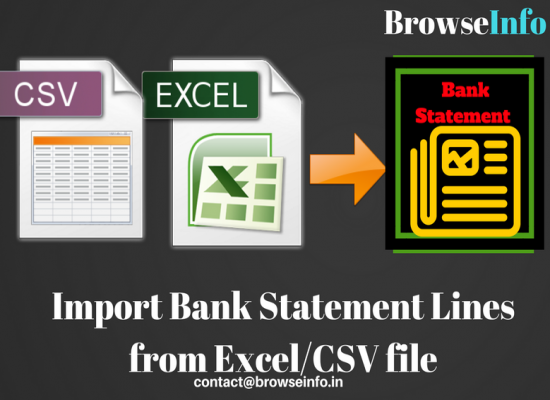 BrowseInfo
CSV
EXCEL
Bank
Statement
Import Bank Statement Lines
from Excel/CSV file
contact@browseinfo.in